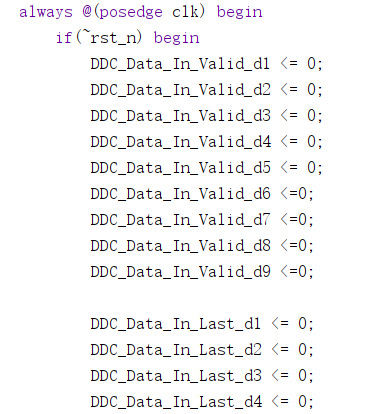 always @(posedge clk) begin
if(~rst_n) begin
DDC_Data_In_Valid_d1 <= 0;
DDC_Data_In_Valid_d2 <= 0;
DDC_Data_In_Valid_d3 <= 0;
DDC_Data_In_Valid_d4 <= 0;
DDC_Data_In_Valid_d5 <= 0;
DDC_Data_In_Valid_d6 <=0;
DDC_Data_In_Valid_d7 <=0;
DDC_Data_In_Valid_d8 <=0;
DDC_Data_In_Valid_d9 <=0;
DDC_Data_In_Last_d1 <= 0;
DDC_Data_In_Last_d2 <= 0;
DDC_Data_In_Last_d3 <= 0;
DDC_Data_In_Last_d4 <= 0;